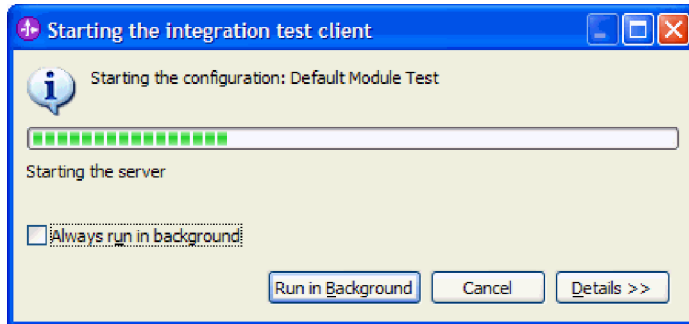 Starting the integration test client
Starting the configuration: Default Module Test
Starting the server
Always run in background
Run in Background Cancel Details >>